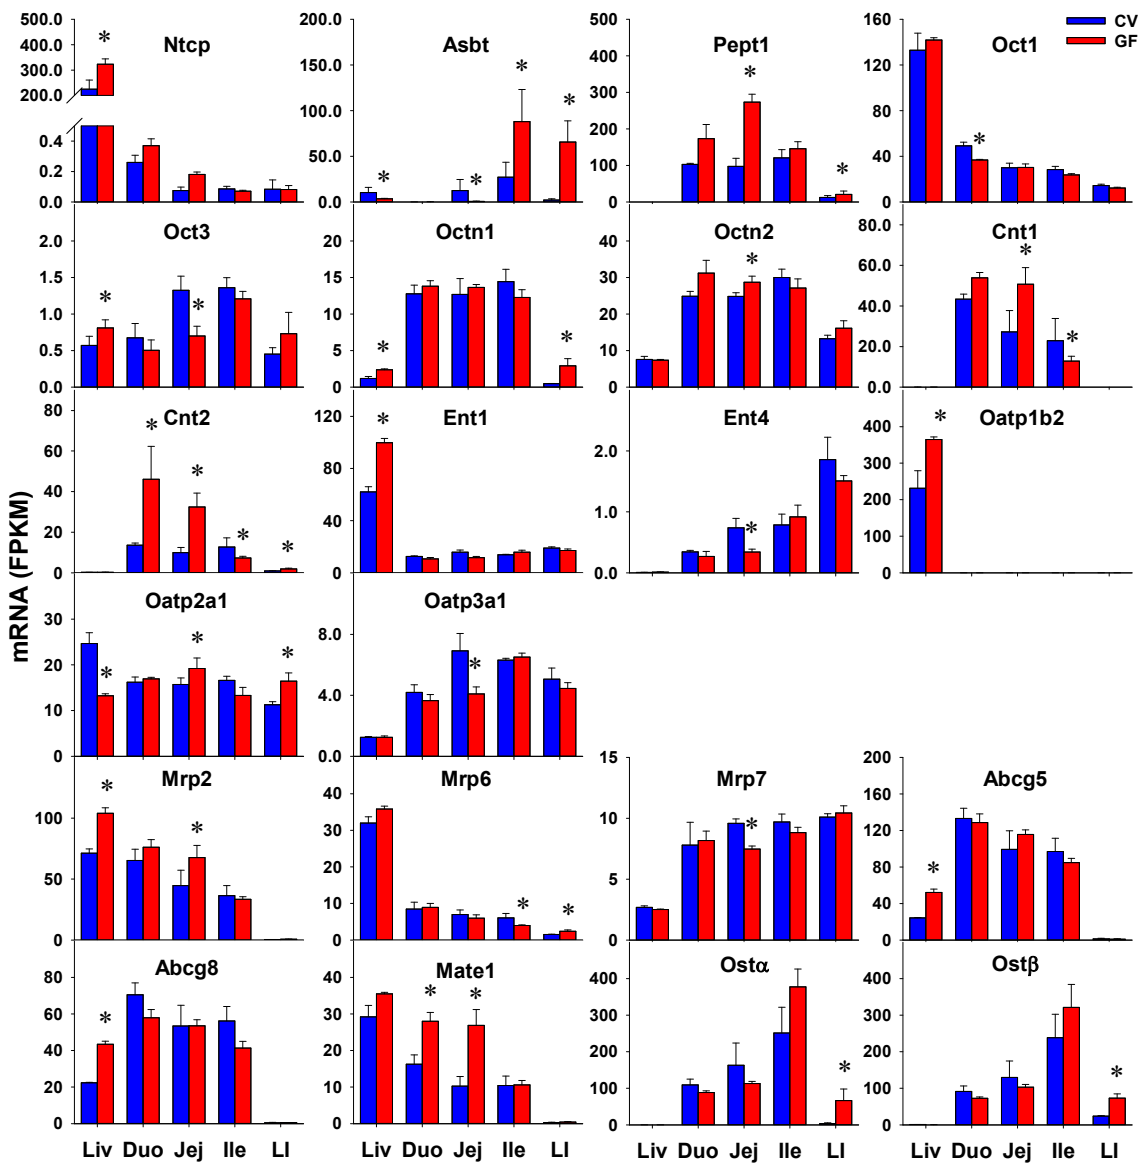 CV
GF
Ntcp
Asbt
Pept1
Oct1
500.0
400.0
300.0
200.0
0.4
0.2
0.0
200.0
150.0
100.0
50.0
0.0
500
400
300
200
100
0
160
120
80
40
0
* * * * * * * *
Oct3
Octn1
Octn2
Cnt1
2.0
1.5
1.0
0.5
0.0
20
15
10
5
0
40
30
20
10
0
60.0
40.0
20.0
0.0
* * * * * * *
Cnt2
Ent1
Ent4
Oatp1b2
80
60
40
20
0
120
80
40
0
2.0
1.0
0.0
400
300
200
100
0
* * * * * * *
mRNA (FPKM)
Oatp2a1
Oatp3a1
30
20
10
0
8.0
4.0
0.0
* * * *
Mrp2
Mrp6
Mrp7
Abcg5
100
50
0
40
30
20
10
0
15
10
5
0
200
160
120
80
40
0
* * * * * *
Abcg8
Mate1
Ostα
Ostβ
80
60
40
20
0
40
30
20
10
0
400
300
200
100
0
400
300
200
100
0
* * * * *
Liv Duo Jej Ile LI
Liv Duo Jej Ile LI
Liv Duo Jej Ile LI
Liv Duo Jej Ile LI